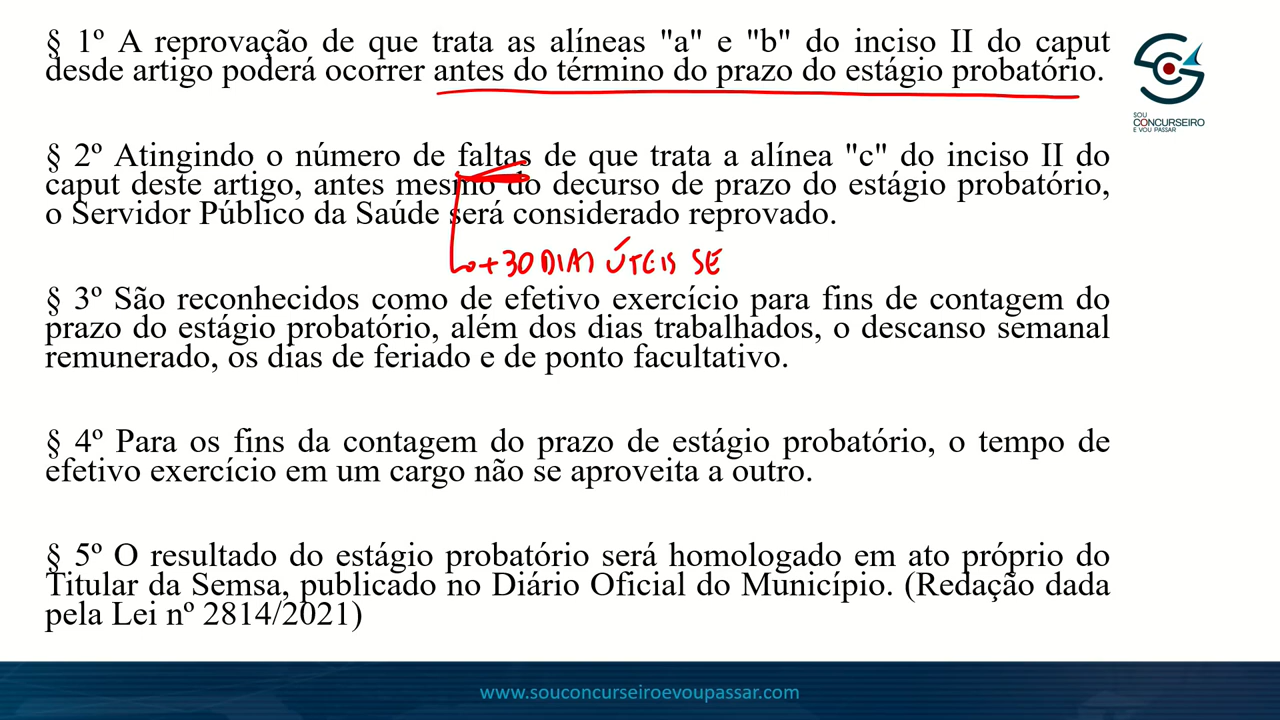 § 1º A reprovação de que trata as alíneas "a" e "b" do inciso II do caput
desde artigo poderá ocorrer antes do término do prazo do estágio probatório.
SOU
CONCURSEIRO
E VOU PASSAR
§ 2º Atingindo o número de faltas de que trata a alínea "c" do inciso II do
caput deste artigo, antes mesmo do decurso de prazo do estágio probatório,
o Servidor Público da Saúde será considerado reprovado.
+30 DIAS ÚTEIS SE
§ 3º São reconhecidos como de efetivo exercício para fins de contagem do
prazo do estágio probatório, além dos dias trabalhados, o descanso semanal
remunerado, os dias de feriado e de ponto facultativo.
§ 4º Para os fins da contagem do prazo de estágio probatório, o tempo de
efetivo exercício em um cargo não se aproveita a outro.
§ 5º O resultado do estágio probatório será homologado em ato próprio do
Titular da Semsa, publicado no Diário Oficial do Município. (Redação dada
pela Lei nº 2814/2021)
www.souconcurseiroevoupassar.com